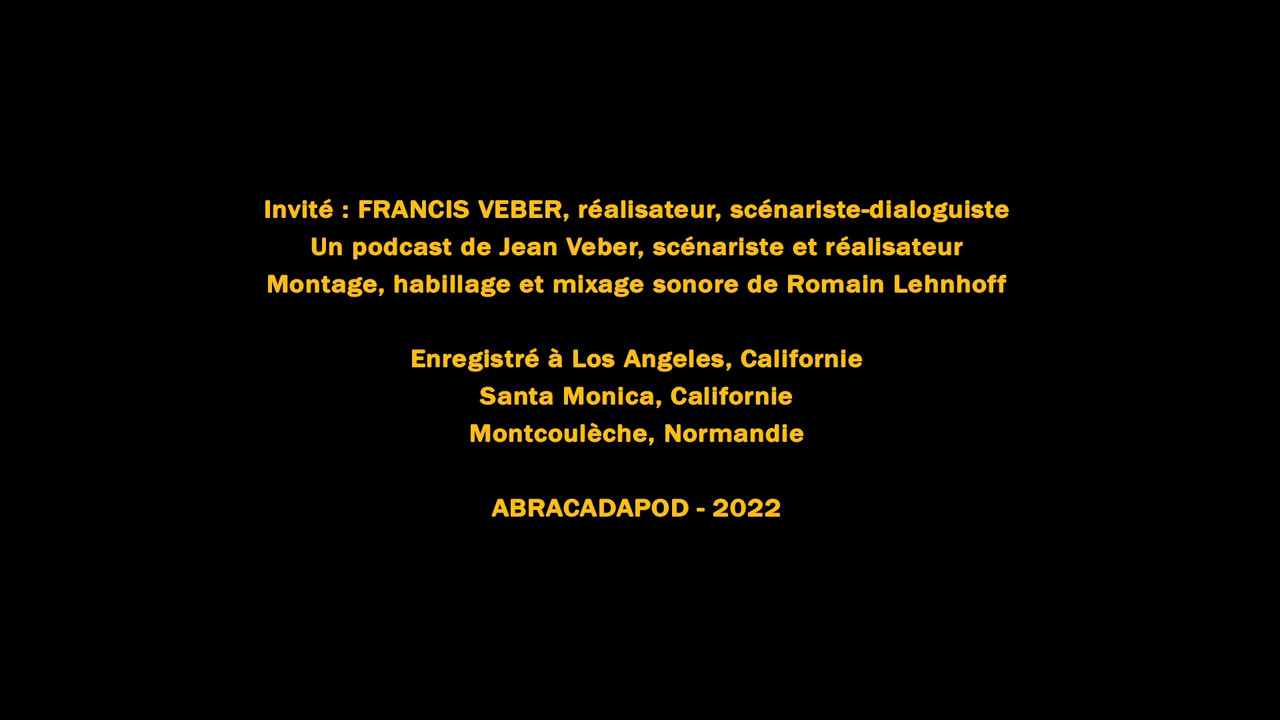 Invité : FRANCIS VEBER, réalisateur, scénariste-dialoguiste
Un podcast de Jean Veber, scénariste et réalisateur
Montage, habillage et mixage sonore de Romain Lehnhoff
Enregistré à Los Angeles, Californie
Santa Monica, Californie
Montcoulèche, Normandie
ABRACADAPOD - 2022